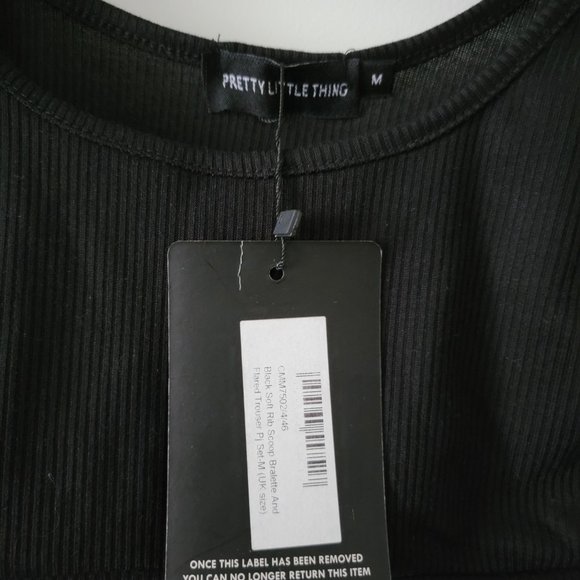 PRETTY LITTLE THING
M
CMM7502/4/46
Black Soft Rib Scoop Bralette And
Flared Trouser Pj Set-M (UK size)
ONCE THIS LABEL HAS BEEN REMOVED
YOU CAN NO LONGER RETURN THIS ITEM